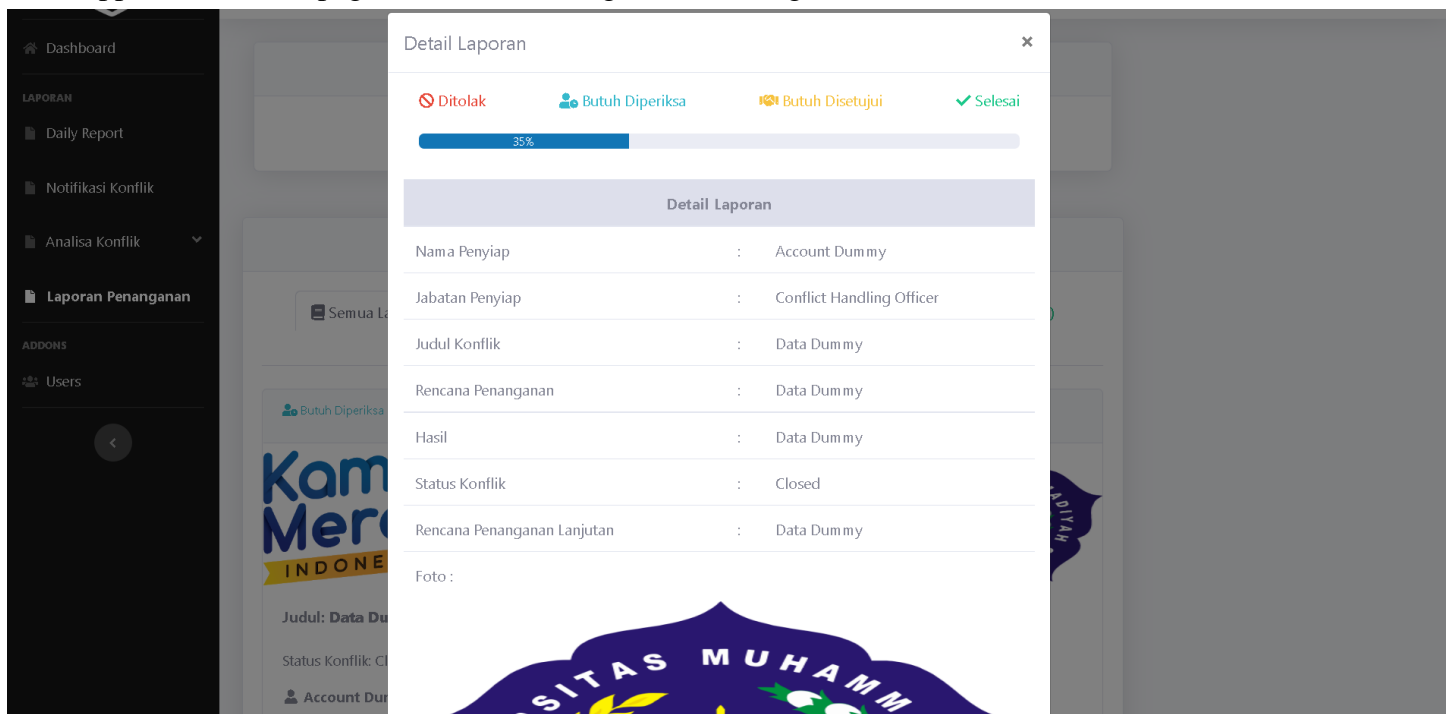 Dashboard
LAPORAN
Daily Report
Notifikasi Konflik
Analisa Konflik
Laporan Penanganan
ADDONS
Users
Detail Laporan ×
Ditolak Butuh Diperiksa Butuh Disetujui Selesai
35%
Detail Laporan
Nama Penyiap : Account Dummy
Jabatan Penyiap : Conflict Handling Officer
Judul Konflik : Data Dummy
Rencana Penanganan : Data Dummy
Hasil : Data Dummy
Status Konflik : Closed
Rencana Penanganan Lanjutan : Data Dummy
Foto :
SITAS MUHAMM
Semua La
Butuh Diperiksa
Kam
Mer
INDONE
ADIYAH
Judul: Data Du
Status Konflik: Cl
Account Dur